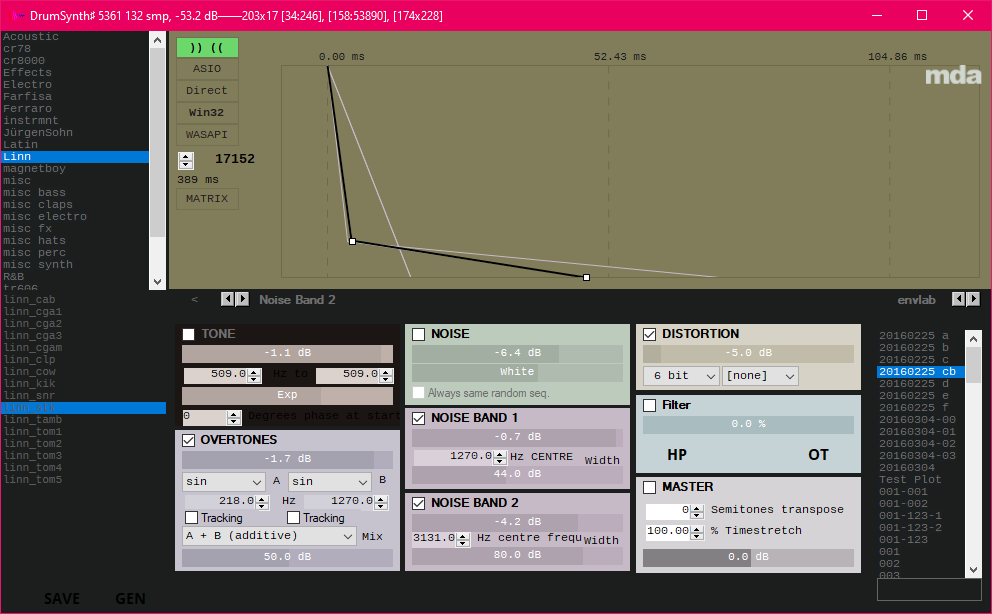 DrumSynth# 5361 132 smp, -53.2 dB——203x17 [34:246], [158:53890], [174x228]
Acoustic
cr78
cr8000
Effects
Electro
Farfisa
Ferraro
instrmnt
JürgenSohn
Latin
Linn
magnetboy
misc
misc bass
misc claps
misc electro
misc fx
misc hats
misc perc
misc synth
R&B
tr606
linn_cab
linn_cga1
linn_cga2
linn_cga3
linn_cgam
linn_clp
linn_cow
linn_kik
linn_snr
linn_tamb
linn_tom1
linn_tom2
linn_tom3
linn_tom4
linn_tom5
SAVE
GEN
)) ((
ASIO
Direct
Win32
WASAPI
17152
389 ms
MATRIX
0.00 ms
52.43 ms
104.86 ms
mda
<
Noise Band 2
envlab
TONE
-1.1 dB
509.0
Hz to
509.0
Exp
0
Degrees phase at start
OVERTONES
-1.7 dB
sin
A
sin
B
218.0
Hz
1270.0
Tracking
Tracking
A + B (additive)
Mix
50.0 dB
NOISE
-6.4 dB
White
Always same random seq.
NOISE BAND 1
-0.7 dB
1270.0
Hz CENTRE
Width
44.0 dB
NOISE BAND 2
-4.2 dB
3131.0
Hz centre frequ
Width
80.0 dB
DISTORTION
-5.0 dB
6 bit
[none]
Filter
0.0 %
HP
OT
MASTER
0
Semitones transpose
100.00
% Timestretch
0.0 dB
20160225 a
20160225 b
20160225 c
20160225 cb
20160225 d
20160225 e
20160225 f
20160304-00
20160304-01
20160304-02
20160304-03
20160304
Test Plot
001-001
001-002
001-123-1
001-123-2
001-123
001
002
003